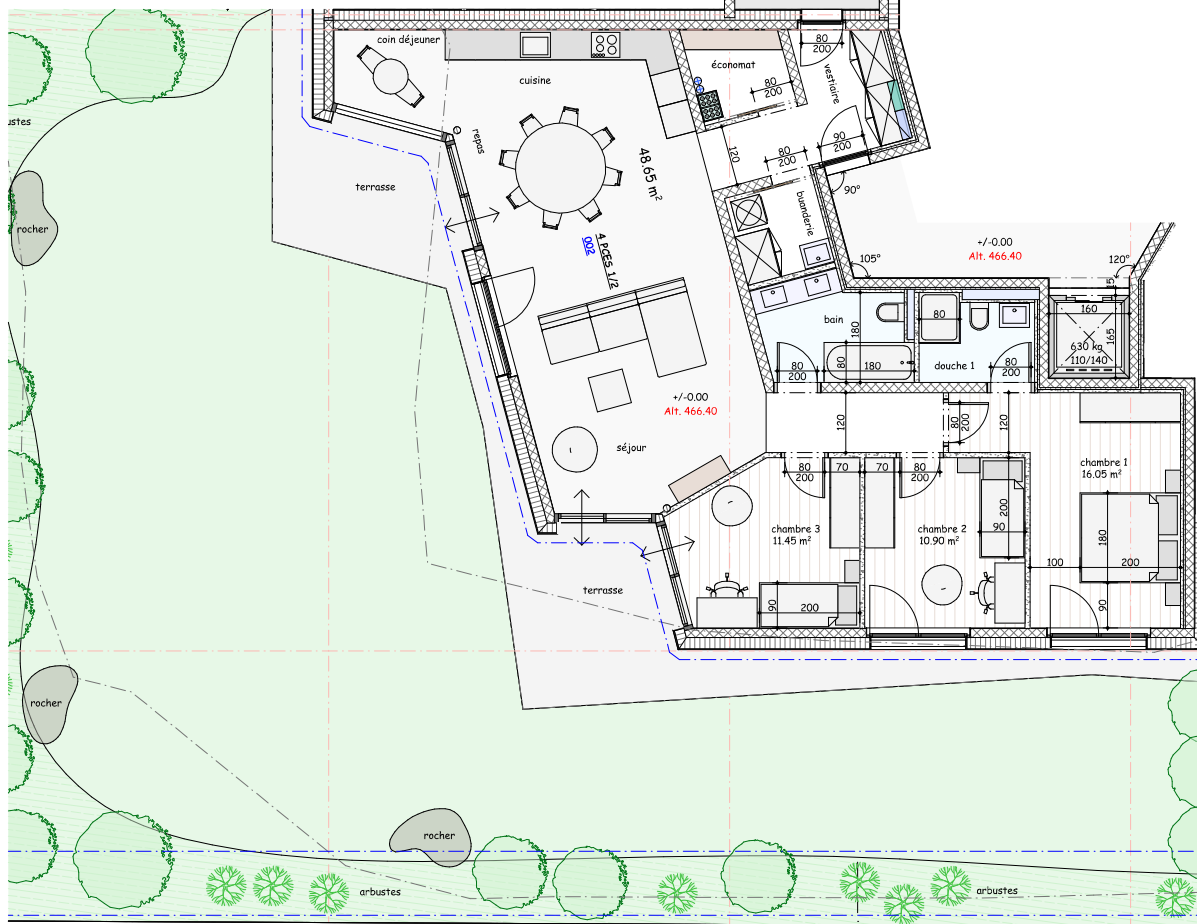 coin déjeuner
80
200
économat
vestiaire
cuisine
80
200
ustes
90
200
repas
120
80
200
48.65 m²
terrasse
90°
buanderie
rocher
4 PCES 1/2
002
+/-0.00
Alt. 466.40
105°
120°
15
160
bain
180
80
165
630 kg
110/140
80
200
80
180
douche 1
80
200
+/-0.00
Alt. 466.40
120
80
200
120
séjour
80
200
70
70
80
200
chambre 1
16.05 m²
200
90
chambre 3
11.45 m²
chambre 2
10.90 m²
180
100
200
terrasse
90
200
90
rocher
rocher
arbustes
arbustes